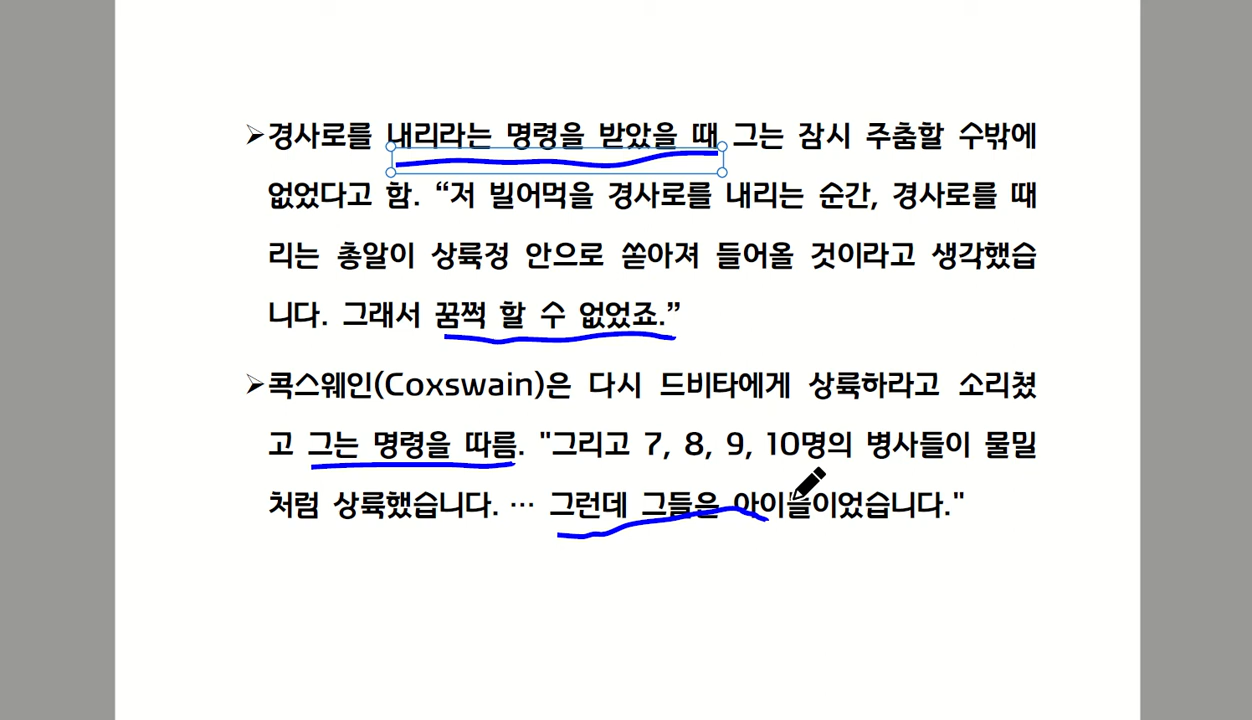 ➢경사로를 내리라는 명령을 받았을 때 그는 잠시 주춤할 수밖에
없었다고 함. “저 빌어먹을 경사로를 내리는 순간, 경사로를 때
리는 총알이 상륙정 안으로 쏟아져 들어올 것이라고 생각했습
니다. 그래서 꿈쩍 할 수 없었죠.”
➢콕스웨인(Coxswain)은 다시 드비타에게 상륙하라고 소리쳤
고 그는 명령을 따름. "그리고 7, 8, 9, 10명의 병사들이 물밀
처럼 상륙했습니다. … 그런데 그들은 아이들이었습니다."